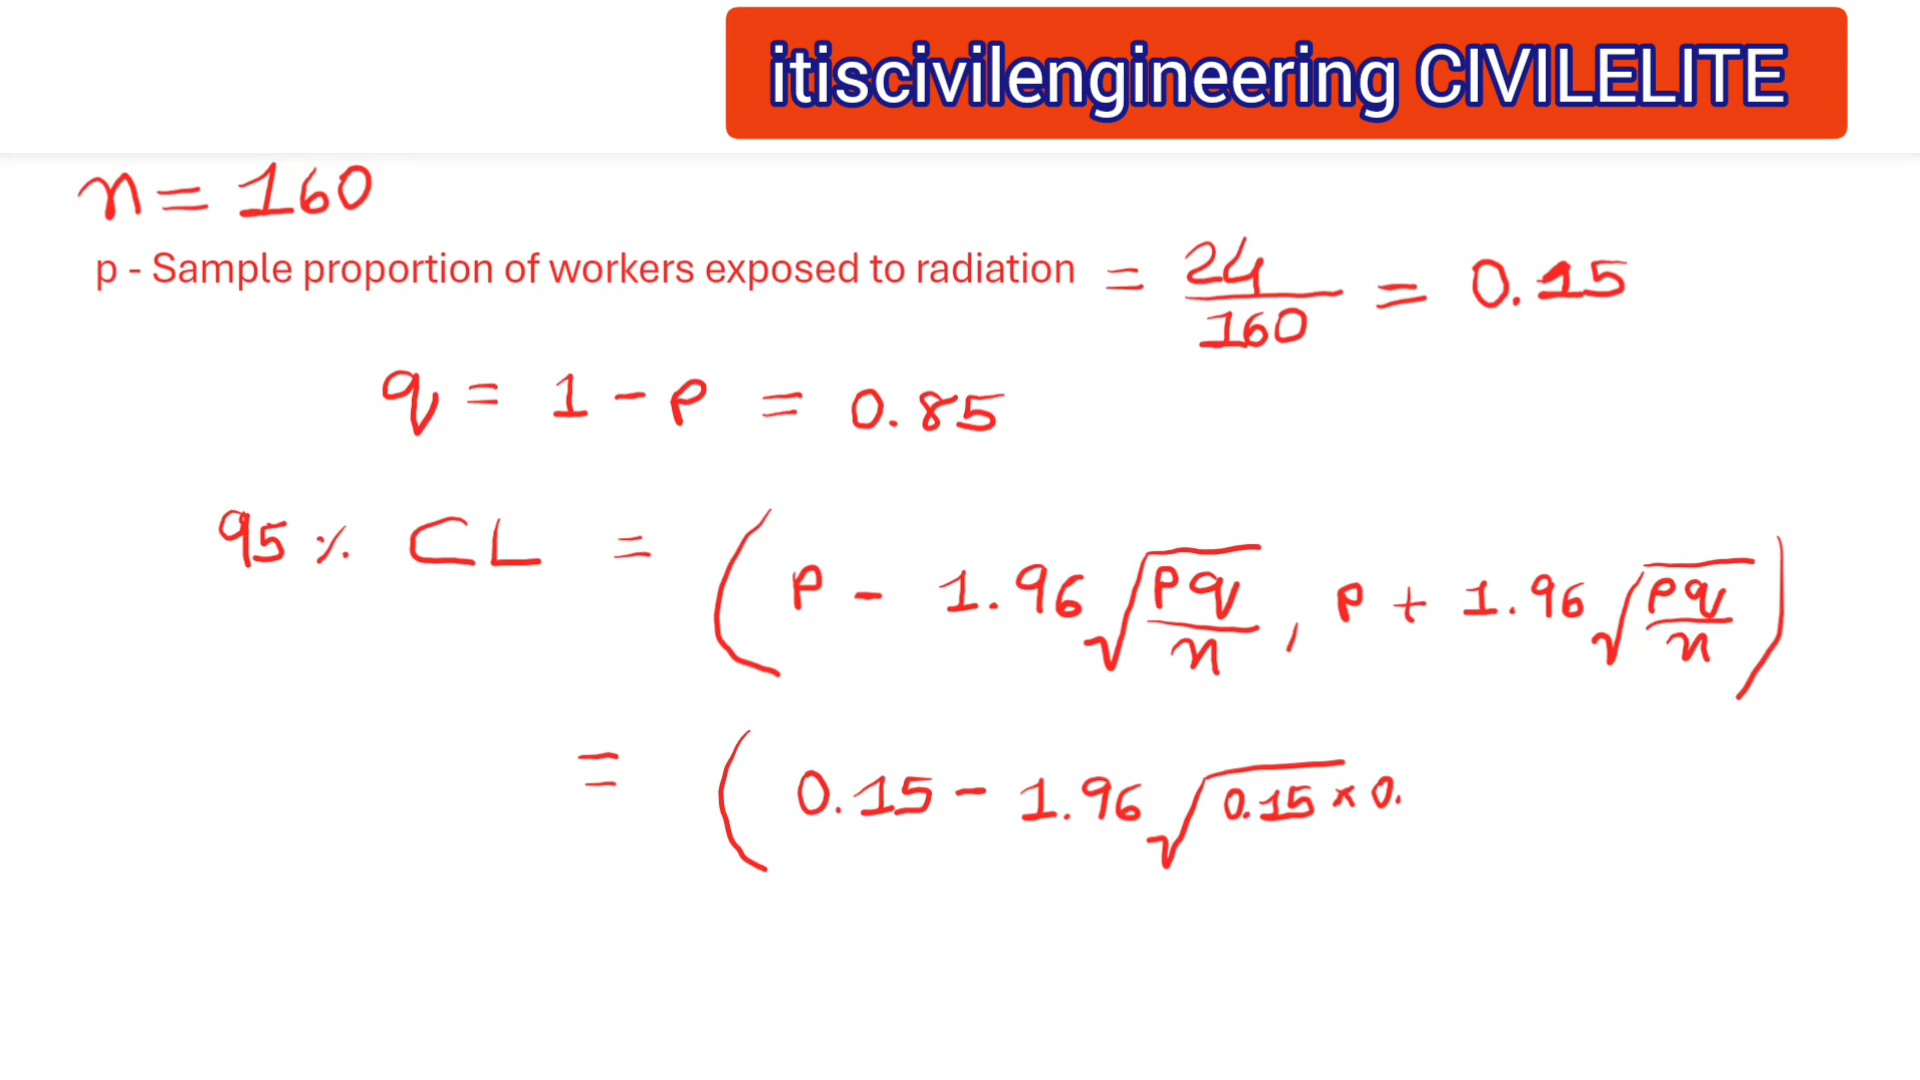 itiscivilengineering CIVILELITE
n = 160
p - Sample proportion of workers exposed to radiation = 24/160 = 0.15
q = 1 - p = 0.85
95 % CL = (p - 1.96 √(pq/n), p + 1.96 √(pq/n))
= (0.15 - 1.96 √0.15 x 0.